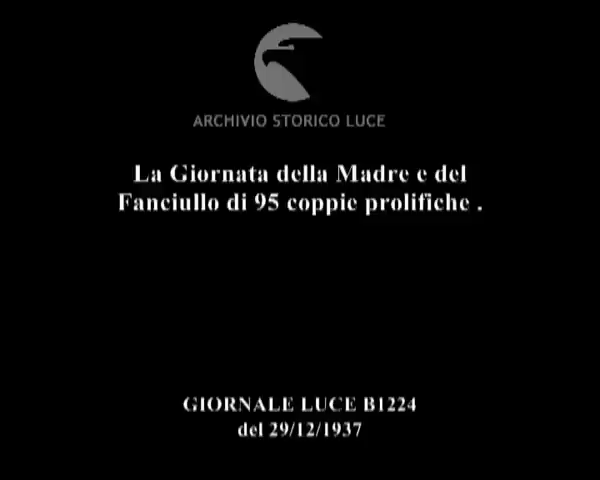 ARCHIVIO STORICO LUCE
La Giornata della Madre e del
Fanciullo di 95 coppie prolifiche .
GIORNALE LUCE B1224
del 29/12/1937